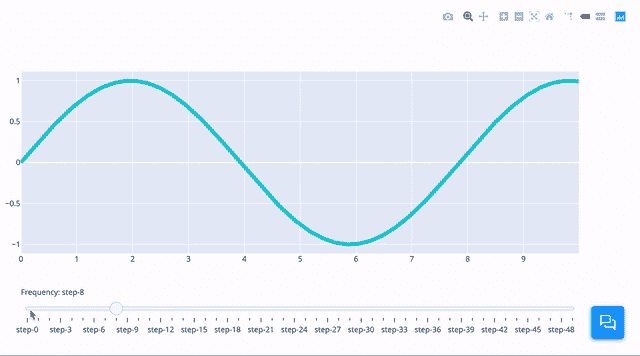 1
0.5
0
−0.5
−1
0 1 2 3 4 5 6 7 8 9
Frequency: step-8
step-0 step-3 step-6 step-9 step-12 step-15 step-18 step-21 step-24 step-27 step-30 step-33 step-36 step-39 step-42 step-45 step-48